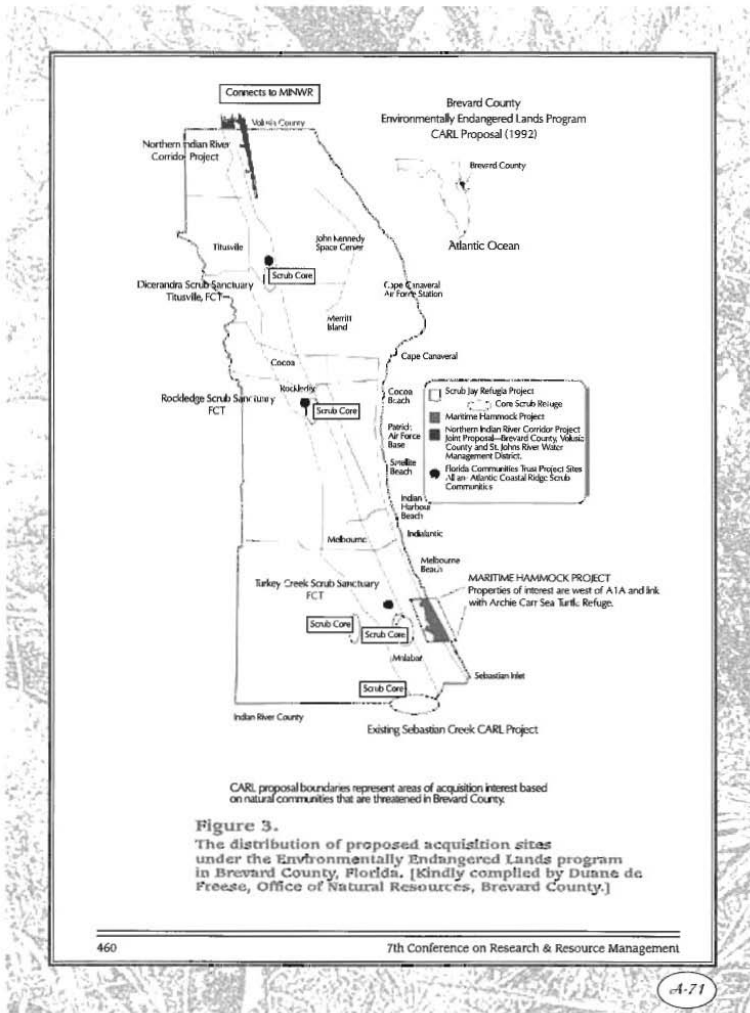 Connects to MINWR
Brevard County
Environmentally Endangered Lands Program
CARL Proposal (1992)
Volusia County
Northern Indian River
Corridor Project
Brevard County
Titusville
John Kennedy
Space Center
Atlantic Ocean
Scrub Core
Dicerandra Scrub Sanctuary
Titusville, FCT
Cape Canaveral
Air Force Station
Merritt
Island
Cape Canaveral
Cocoa
Rockledge
Rockledge Scrub Sanctuary
FCT
Scrub Core
Cocoa
Beach
Patrick
Air Force
Base
Satellite
Beach
Scrub Jay Refugia Project
Core Scrub Refuge
Maritime Hammock Project
Northern Indian River Corridor Project
Joint Proposal—Brevard County, Volusia
County and St. Johns River Water
Management District.
Florida Communities Trust Project Sites
All an Atlantic Coastal Ridge Scrub
Communities
Indian
Harbour
Beach
Melbourne
Indialantic
Melbourne
Beach
Turkey Creek Scrub Sanctuary
FCT
MARITIME HAMMOCK PROJECT
Properties of interest are west of A1A and link
with Archie Carr Sea Turtle Refuge.
Scrub Core
Scrub Core
Malabar
Sebastian Inlet
Scrub Core
Indian River County
Existing Sebastian Creek CARL Project
CARL proposal boundaries represent areas of acquisition interest based
on natural communities that are threatened in Brevard County.
Figure 3.
The distribution of proposed acquisition sites
under the Environmentally Endangered Lands program
in Brevard County, Florida. [Kindly compiled by Duane de
Freese, Office of Natural Resources, Brevard County.]
460
7th Conference on Research & Resource Management
A-71